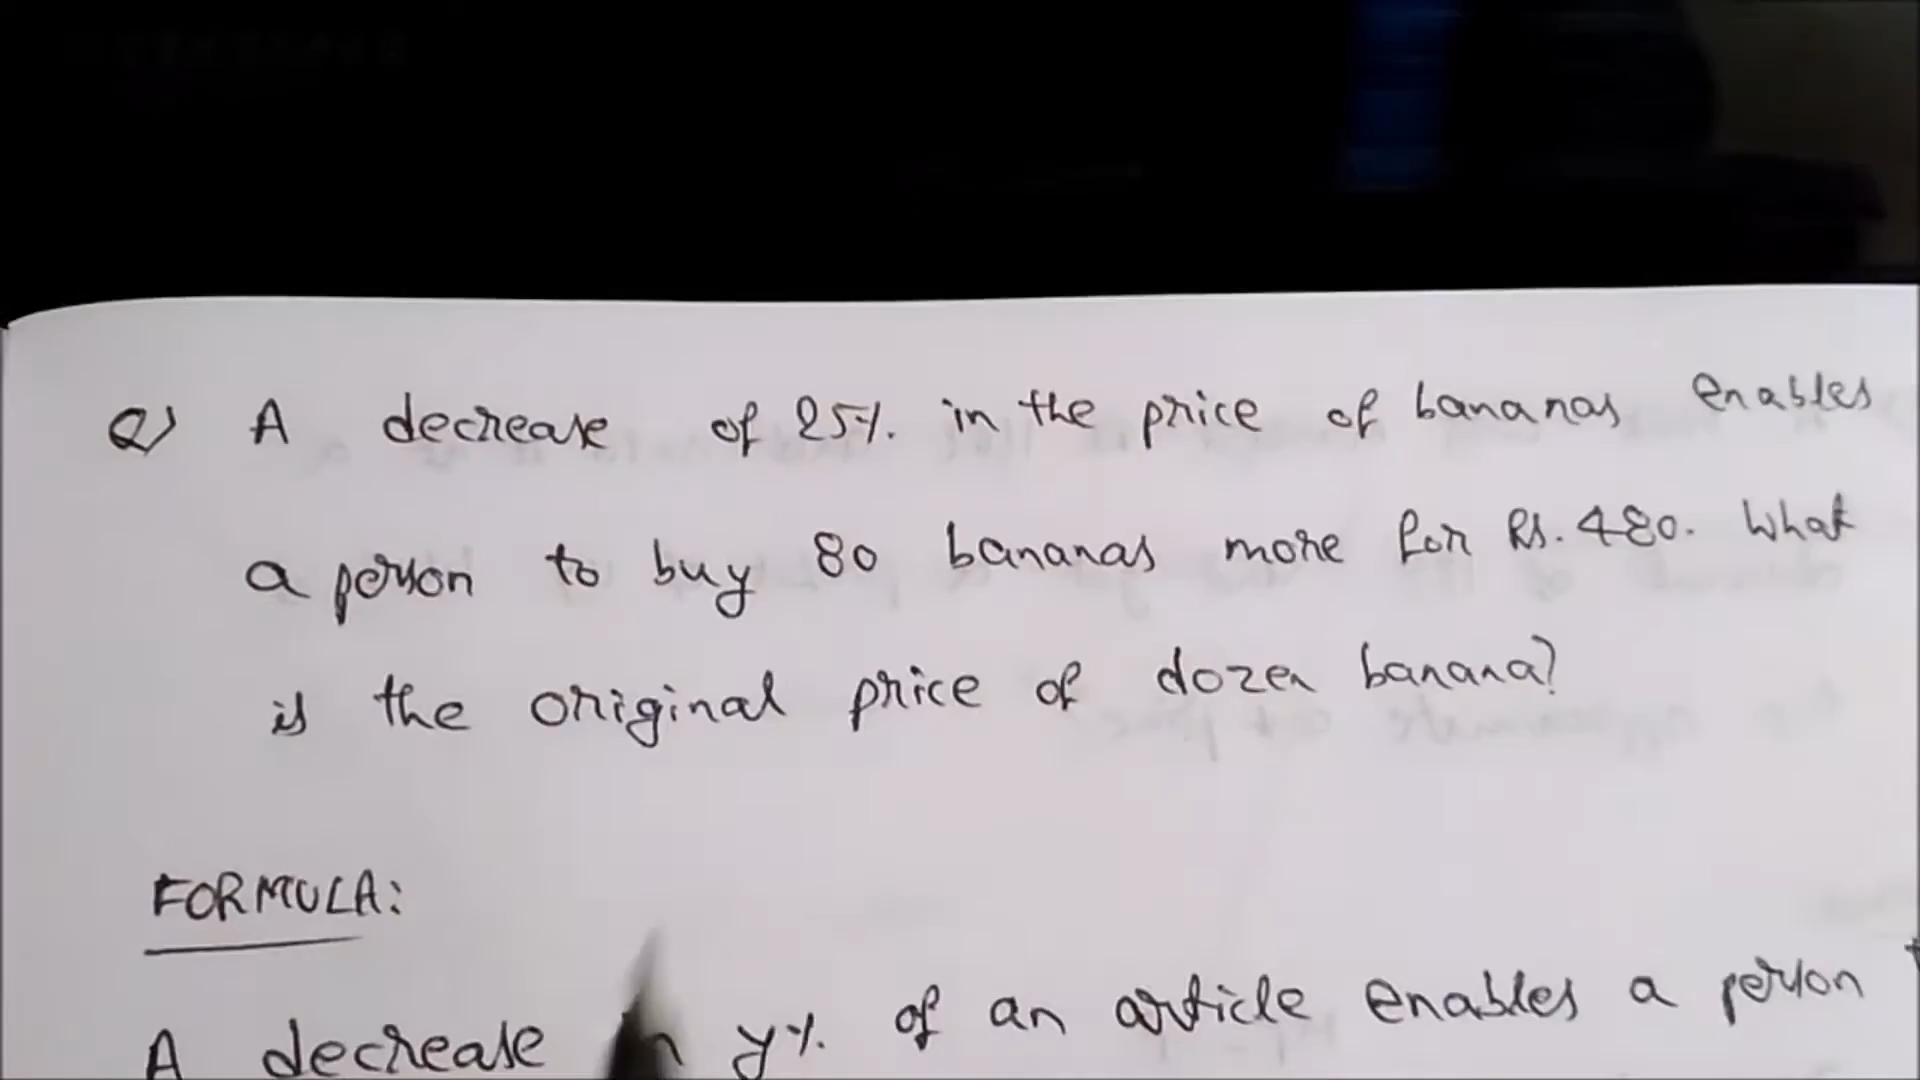 Q) A decrease of 25%. in the price of bananas enables
a person to buy 80 bananas more for Rs. 480. What
is the original price of dozen banana?
FORMULA:
A decrease y%. of an article enables a person